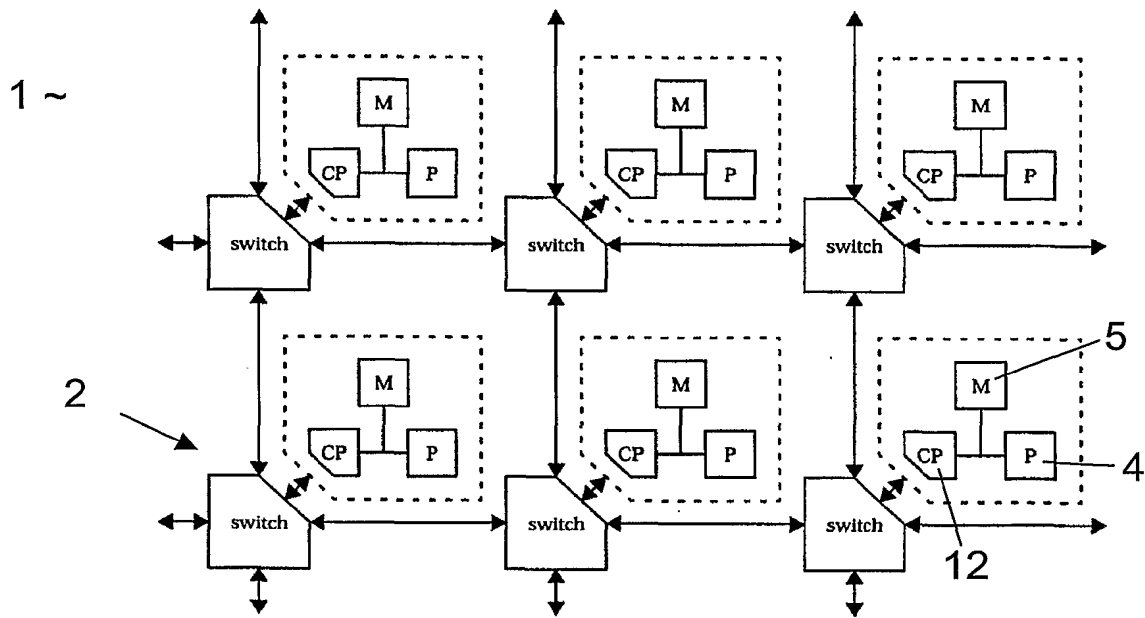 1 ~
M M M
CP P CP P CP P
switch switch switch
M M M 5
2
CP P CP P CP P 4
switch switch switch
12